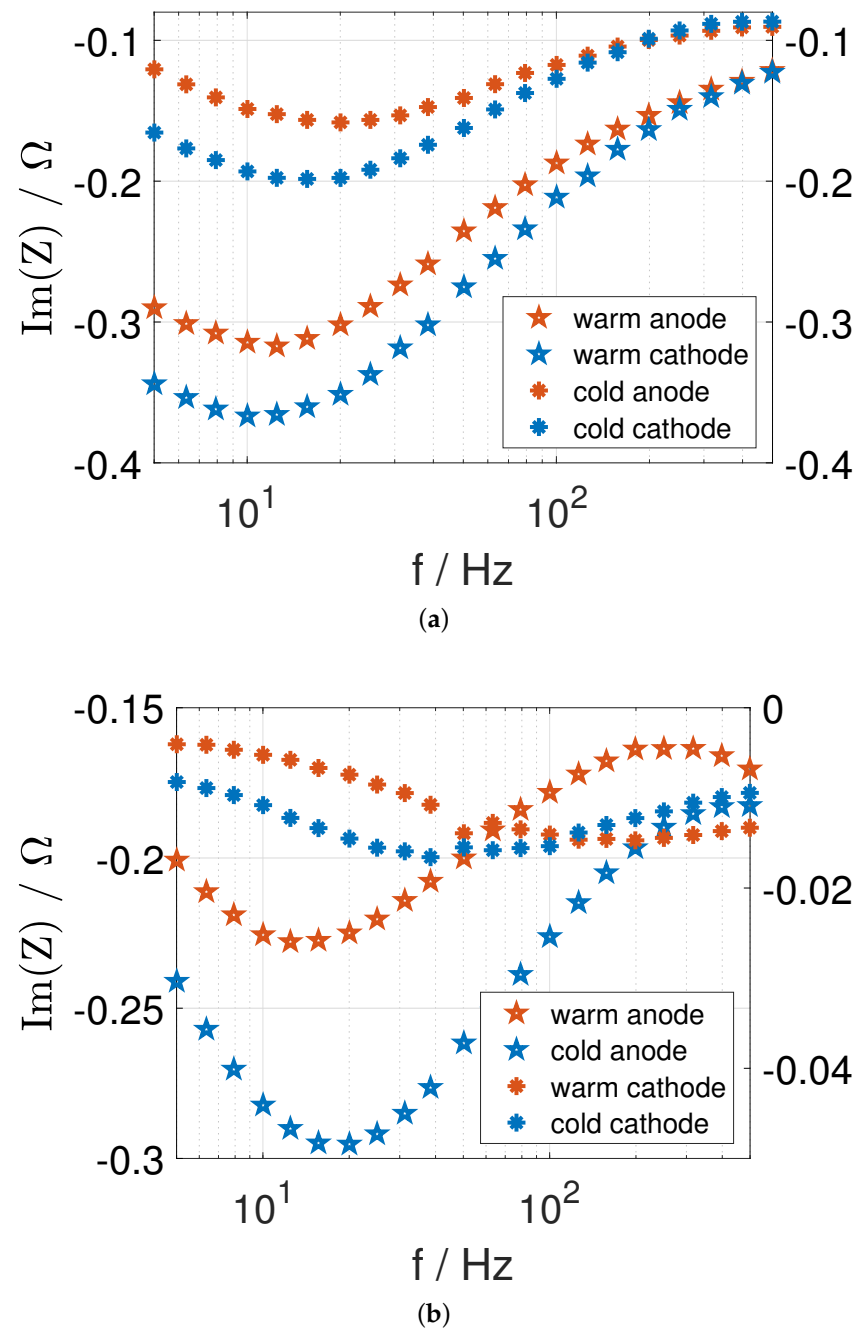 -0.1
-0.2
-0.3
-0.4
-0.1
-0.2
-0.3
-0.4
Im(Z) / Ω
warm anode
warm cathode
cold anode
cold cathode
10¹
10²
f / Hz
(a)
-0.15
-0.2
-0.25
-0.3
0
-0.02
-0.04
Im(Z) / Ω
warm anode
cold anode
warm cathode
cold cathode
10¹
10²
f / Hz
(b)